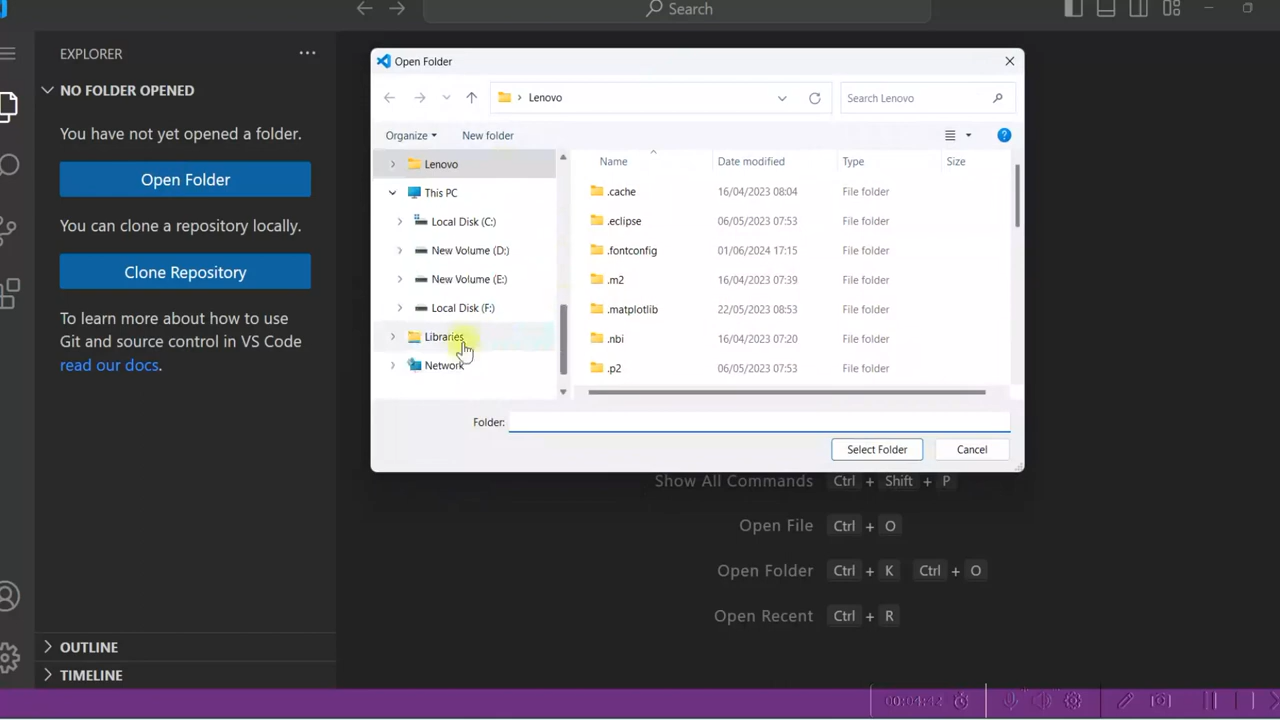 Search
EXPLORER
NO FOLDER OPENED
You have not yet opened a folder.
Open Folder
You can clone a repository locally.
Clone Repository
To learn more about how to use
Git and source control in VS Code
read our docs.
OUTLINE
TIMELINE
Open Folder
Lenovo
Search Lenovo
Organize
New folder
Lenovo
This PC
Local Disk (C:)
New Volume (D:)
New Volume (E:)
Local Disk (F:)
Libraries
Network
Name Date modified Type Size
.cache 16/04/2023 08:04 File folder
.eclipse 06/05/2023 07:53 File folder
.fontconfig 01/06/2024 17:15 File folder
.m2 16/04/2023 07:39 File folder
.matplotlib 22/05/2023 08:53 File folder
.nbi 16/04/2023 07:20 File folder
.p2 06/05/2023 07:53 File folder
Folder:
Select Folder Cancel
Show All Commands Ctrl + Shift + P
Open File Ctrl + O
Open Folder Ctrl + K Ctrl + O
Open Recent Ctrl + R